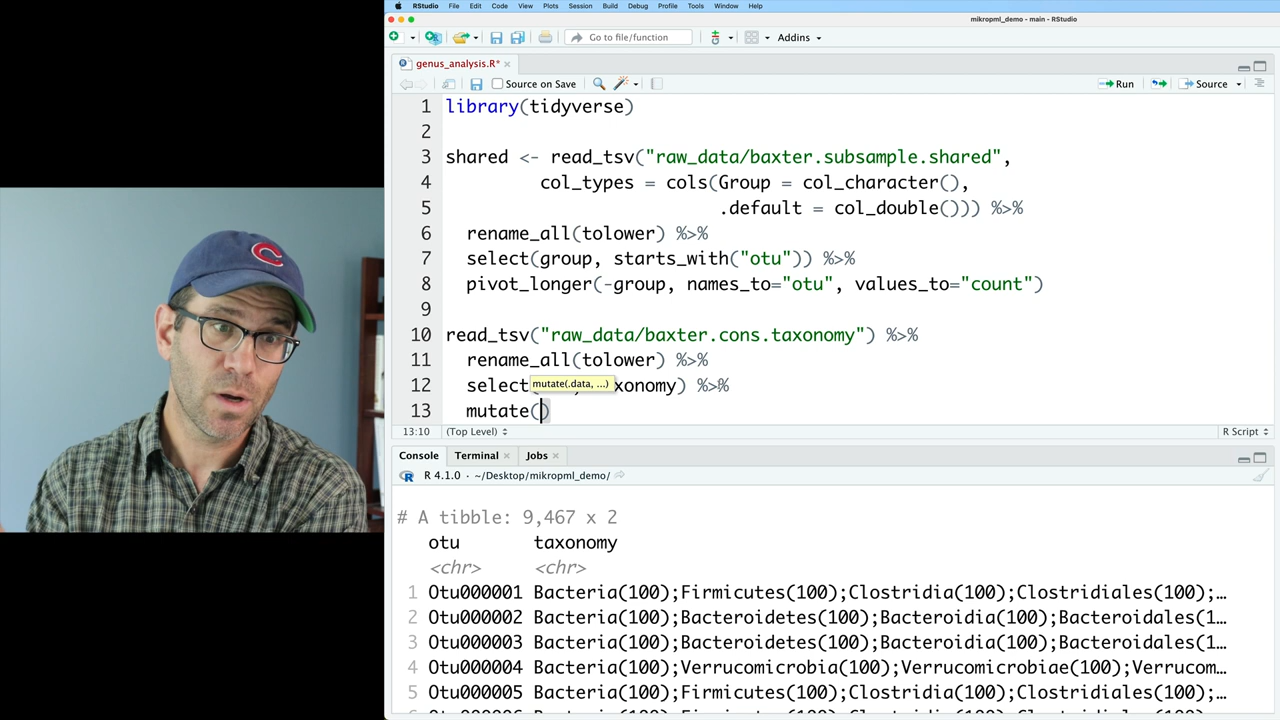 RStudio File Edit Code View Plots Session Build Debug Profile Tools Window Help
mikropml_demo - main - RStudio
Go to file/function Addins
genus_analysis.R*
Source on Save Run Source
1 library(tidyverse)
2
3 shared <- read_tsv("raw_data/baxter.subsample.shared",
4 col_types = cols(Group = col_character(),
5 .default = col_double())) %>%
6 rename_all(tolower) %>%
7 select(group, starts_with("otu")) %>%
8 pivot_longer(-group, names_to="otu", values_to="count")
9
10 read_tsv("raw_data/baxter.cons.taxonomy") %>%
11 rename_all(tolower) %>%
mutate(.data, ...)
12 select xonomy) %>%
13 mutate()
13:10 (Top Level) R Script
Console Terminal Jobs
R 4.1.0 · ~/Desktop/mikropml_demo/
# A tibble: 9,467 x 2
otu taxonomy
<chr> <chr>
1 Otu000001 Bacteria(100);Firmicutes(100);Clostridia(100);Clostridiales(100);…
2 Otu000002 Bacteria(100);Bacteroidetes(100);Bacteroidia(100);Bacteroidales(1…
3 Otu000003 Bacteria(100);Bacteroidetes(100);Bacteroidia(100);Bacteroidales(1…
4 Otu000004 Bacteria(100);Verrucomicrobia(100);Verrucomicrobiae(100);Verrucom…
5 Otu000005 Bacteria(100);Firmicutes(100);Clostridia(100);Clostridiales(100);…